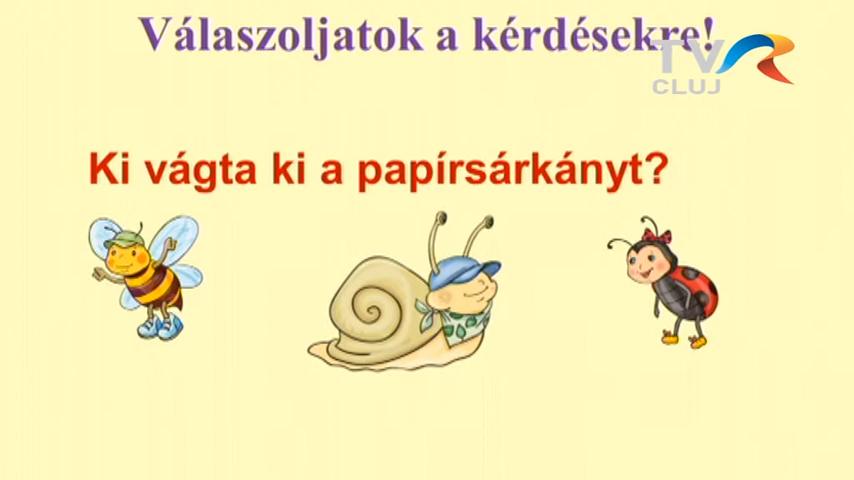 Válaszoljatok a kérdésekre!
TVR
CLUJ
Ki vágta ki a papírsárkányt?